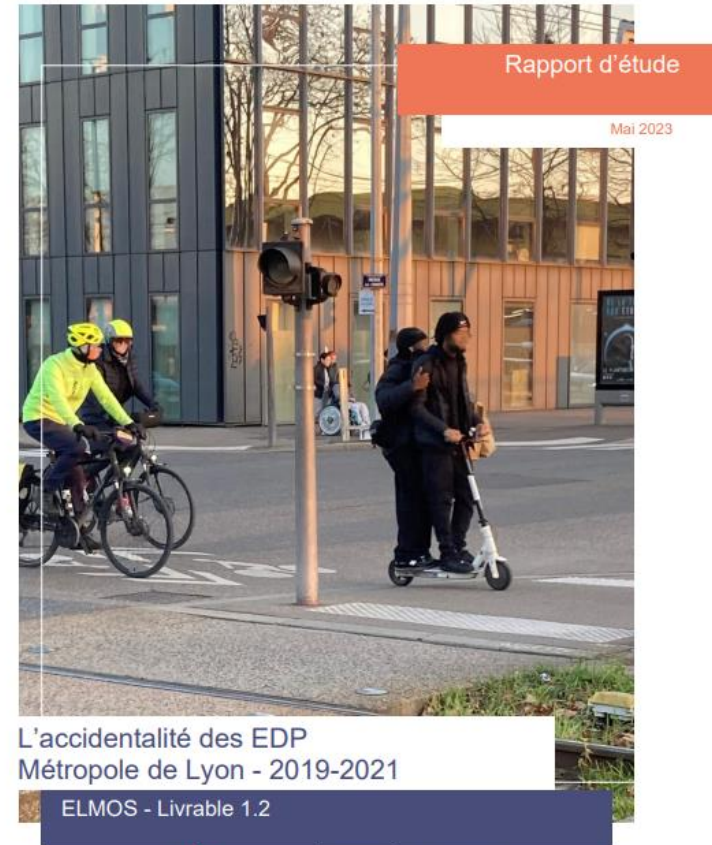 Rapport d'étude
Mai 2023
L'accidentalité des EDP
Métropole de Lyon - 2019-2021
ELMOS - Livrable 1.2